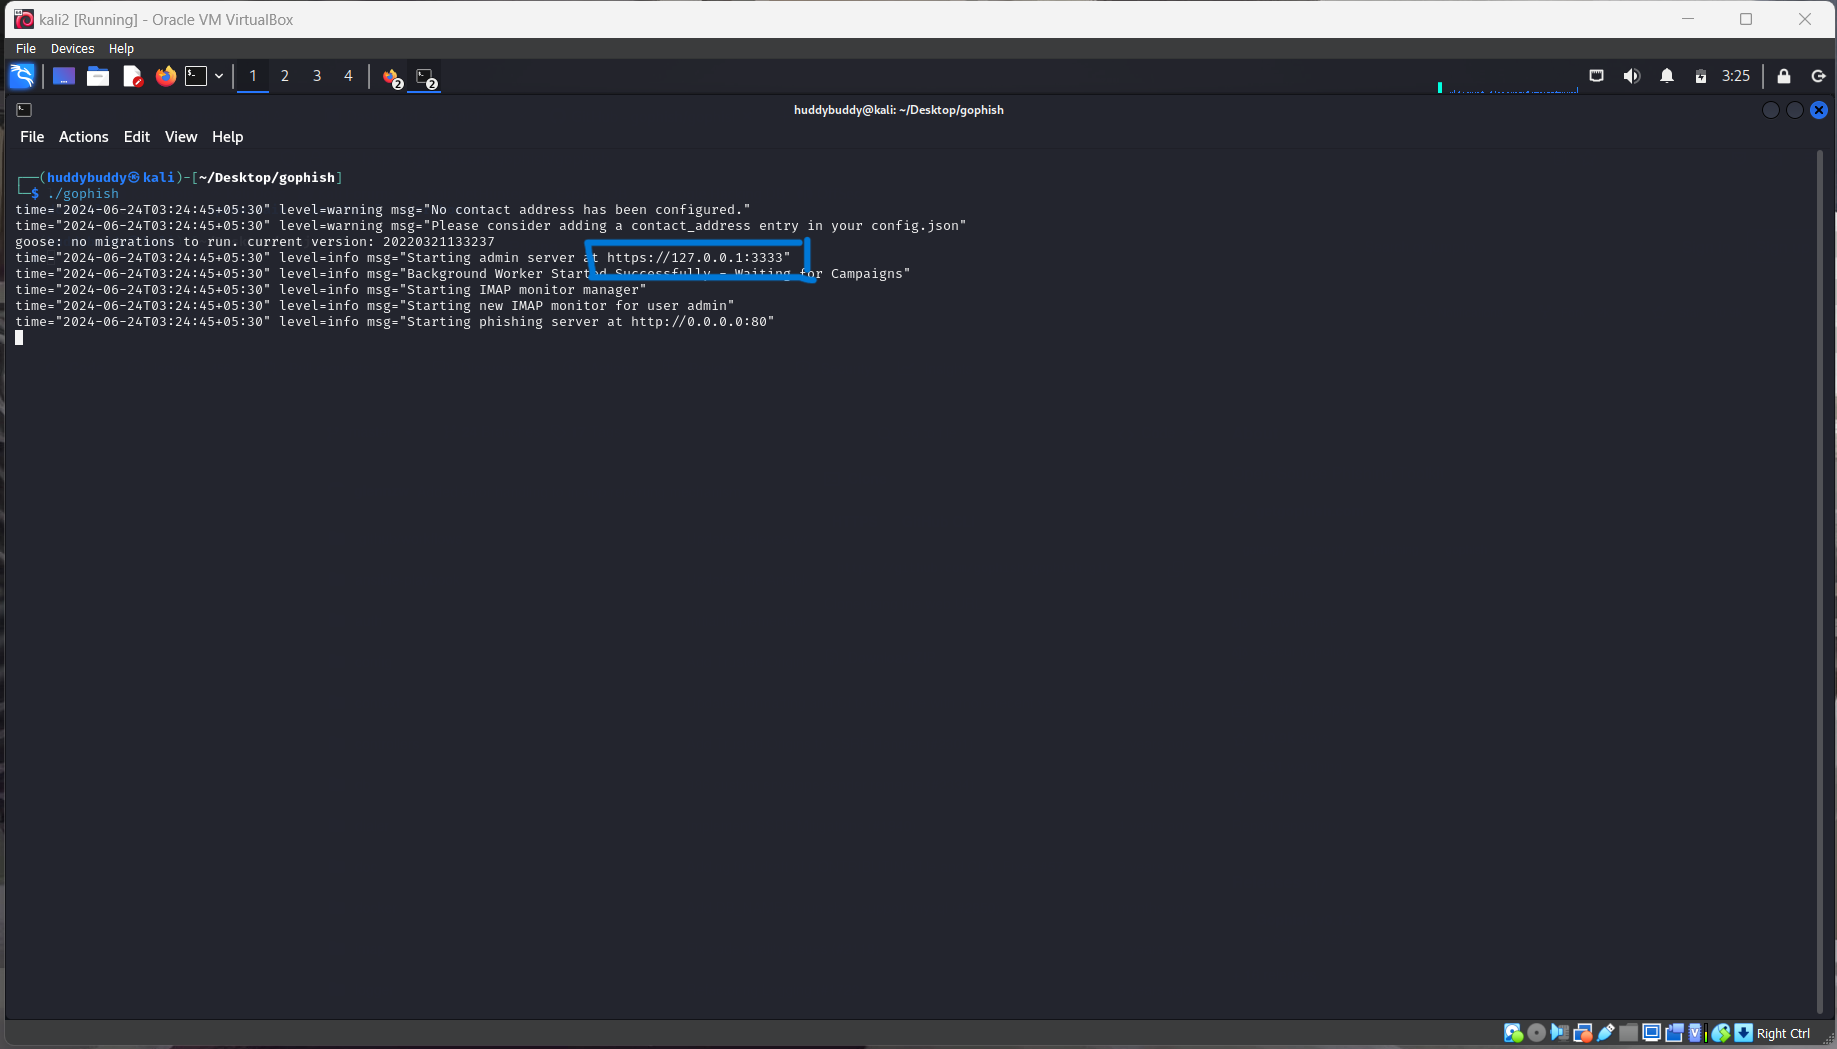 kali2 [Running] - Oracle VM VirtualBox
File Devices Help
1 2 3 4 2 2 3:25
huddybuddy@kali: ~/Desktop/gophish
File Actions Edit View Help
┌──(huddybuddy㉿kali)-[~/Desktop/gophish]
└─$ ./gophish
time="2024-06-24T03:24:45+05:30" level=warning msg="No contact address has been configured."
time="2024-06-24T03:24:45+05:30" level=warning msg="Please consider adding a contact_address entry in your config.json"
goose: no migrations to run. current version: 20220321133237
time="2024-06-24T03:24:45+05:30" level=info msg="Starting admin server at https://127.0.0.1:3333"
time="2024-06-24T03:24:45+05:30" level=info msg="Background Worker Started Successfully - Waiting for Campaigns"
time="2024-06-24T03:24:45+05:30" level=info msg="Starting IMAP monitor manager"
time="2024-06-24T03:24:45+05:30" level=info msg="Starting new IMAP monitor for user admin"
time="2024-06-24T03:24:45+05:30" level=info msg="Starting phishing server at http://0.0.0.0:80"
Right Ctrl